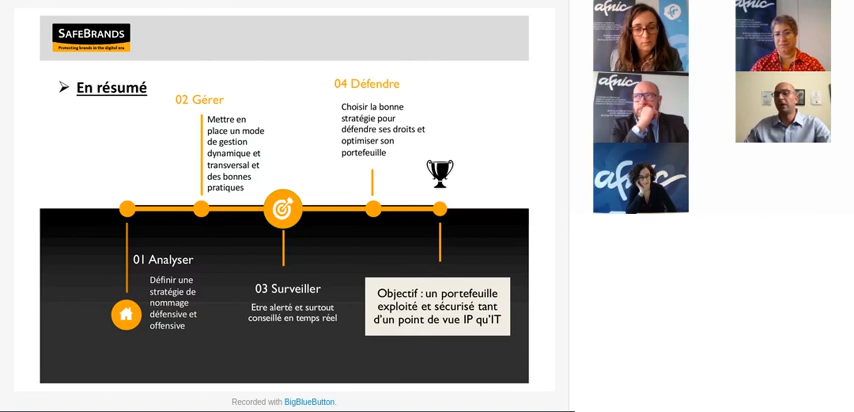 SAFEBRANDS
Protecting brands in the digital era
En résumé
02 Gérer
Mettre en
place un mode
de gestion
dynamique et
transversal et
des bonnes
pratiques
04 Défendre
Choisir la bonne
stratégie pour
défendre ses droits et
optimiser son
portefeuille
01 Analyser
Définir une
stratégie de
nommage
défensive et
offensive
03 Surveiller
Etre alerté et surtout
conseillé en temps réel
Objectif : un portefeuille
exploité et sécurisé tant
d'un point de vue IP qu'IT
Recorded with BigBlueButton.
afnic
afnic
afnic
afnic